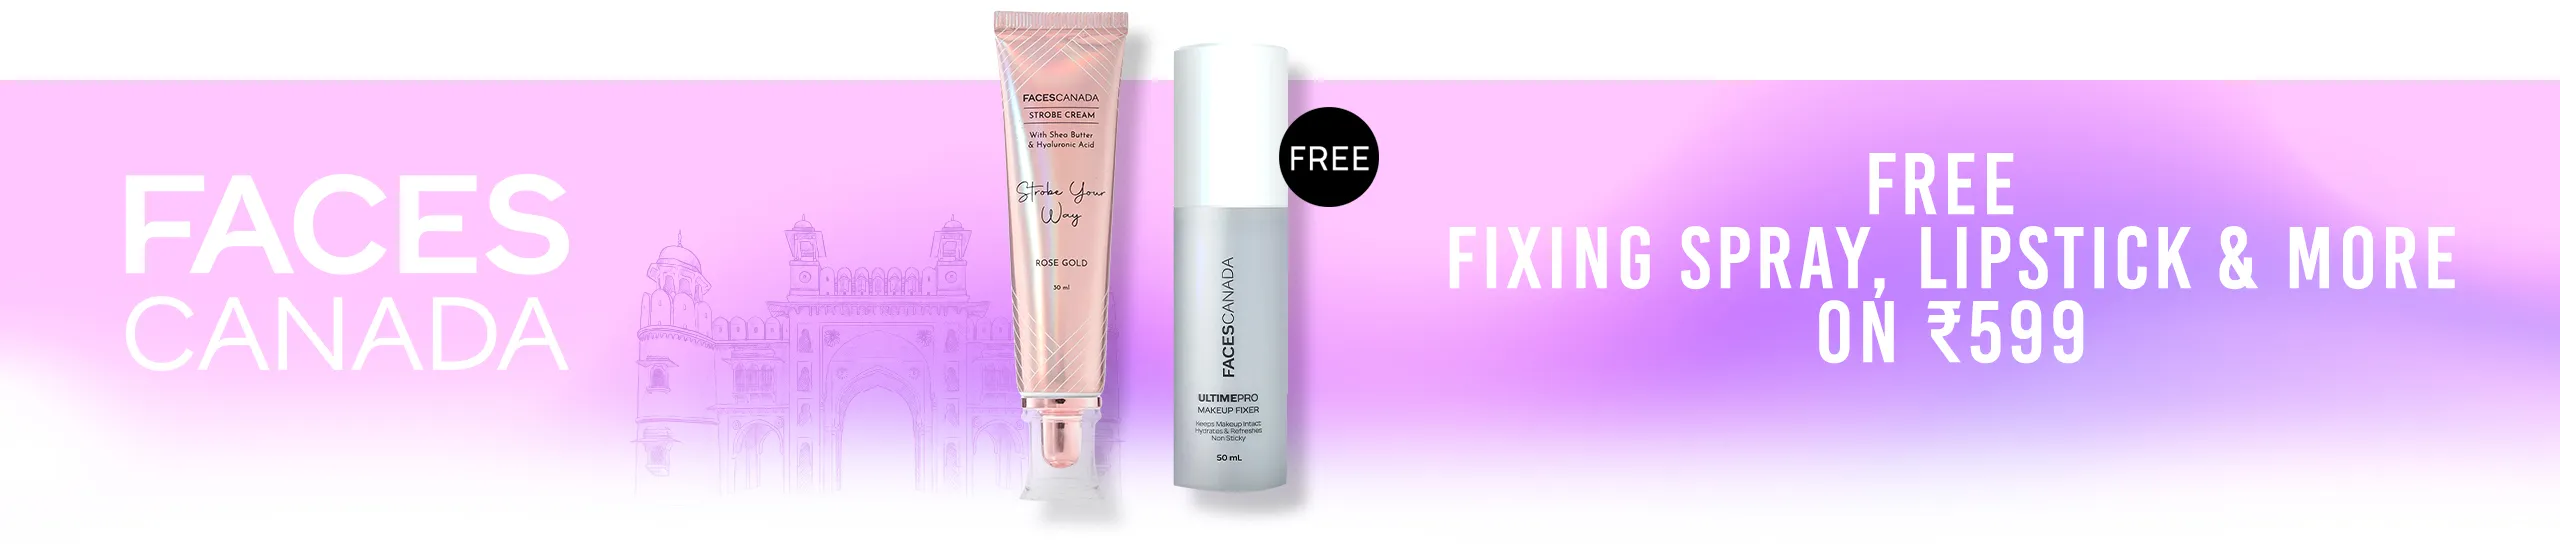 FACES
CANADA
FACESCANADA
STROBE CREAM
With Shea Butter
& Hyaluronic Acid
Strobe Your
Way
ROSE GOLD
30 ml
FACESCANADA
ULTIMEPRO
MAKEUP FIXER
Keeps Makeup Intact
Hydrates & Refreshes
Non Sticky
50 mL
FREE
FREE
FIXING SPRAY, LIPSTICK & MORE
ON ₹599